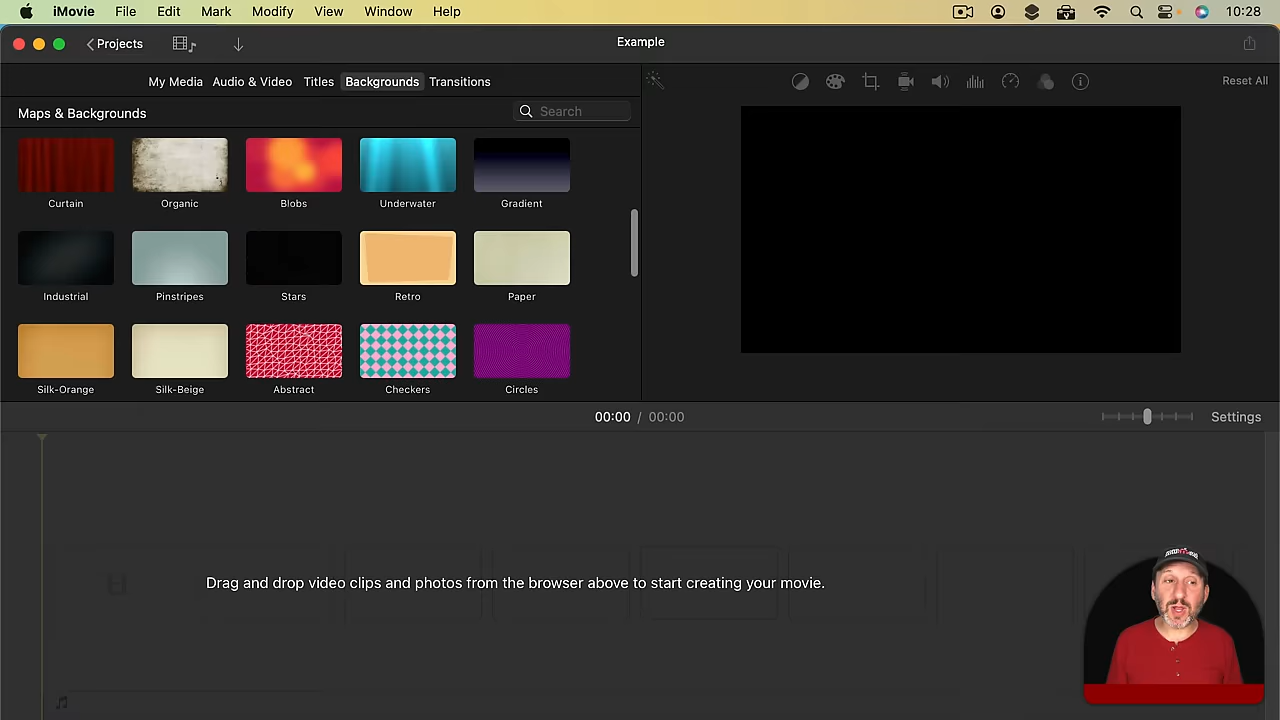 iMovie File Edit Mark Modify View Window Help 10:28
Projects Example
My Media Audio & Video Titles Backgrounds Transitions Reset All
Maps & Backgrounds Search
Curtain Organic Blobs Underwater Gradient
Industrial Pinstripes Stars Retro Paper
Silk-Orange Silk-Beige Abstract Checkers Circles
00:00 / 00:00 Settings
Drag and drop video clips and photos from the browser above to start creating your movie.